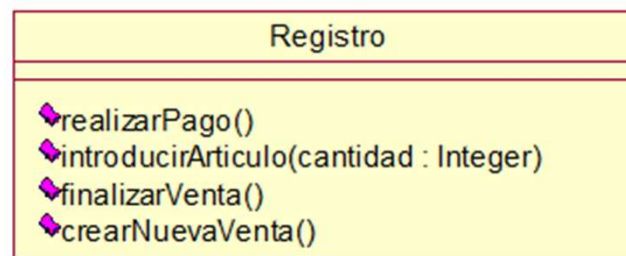 Registro
realizarPago()
introducirArticulo(cantidad : Integer)
finalizarVenta()
crearNuevaVenta()